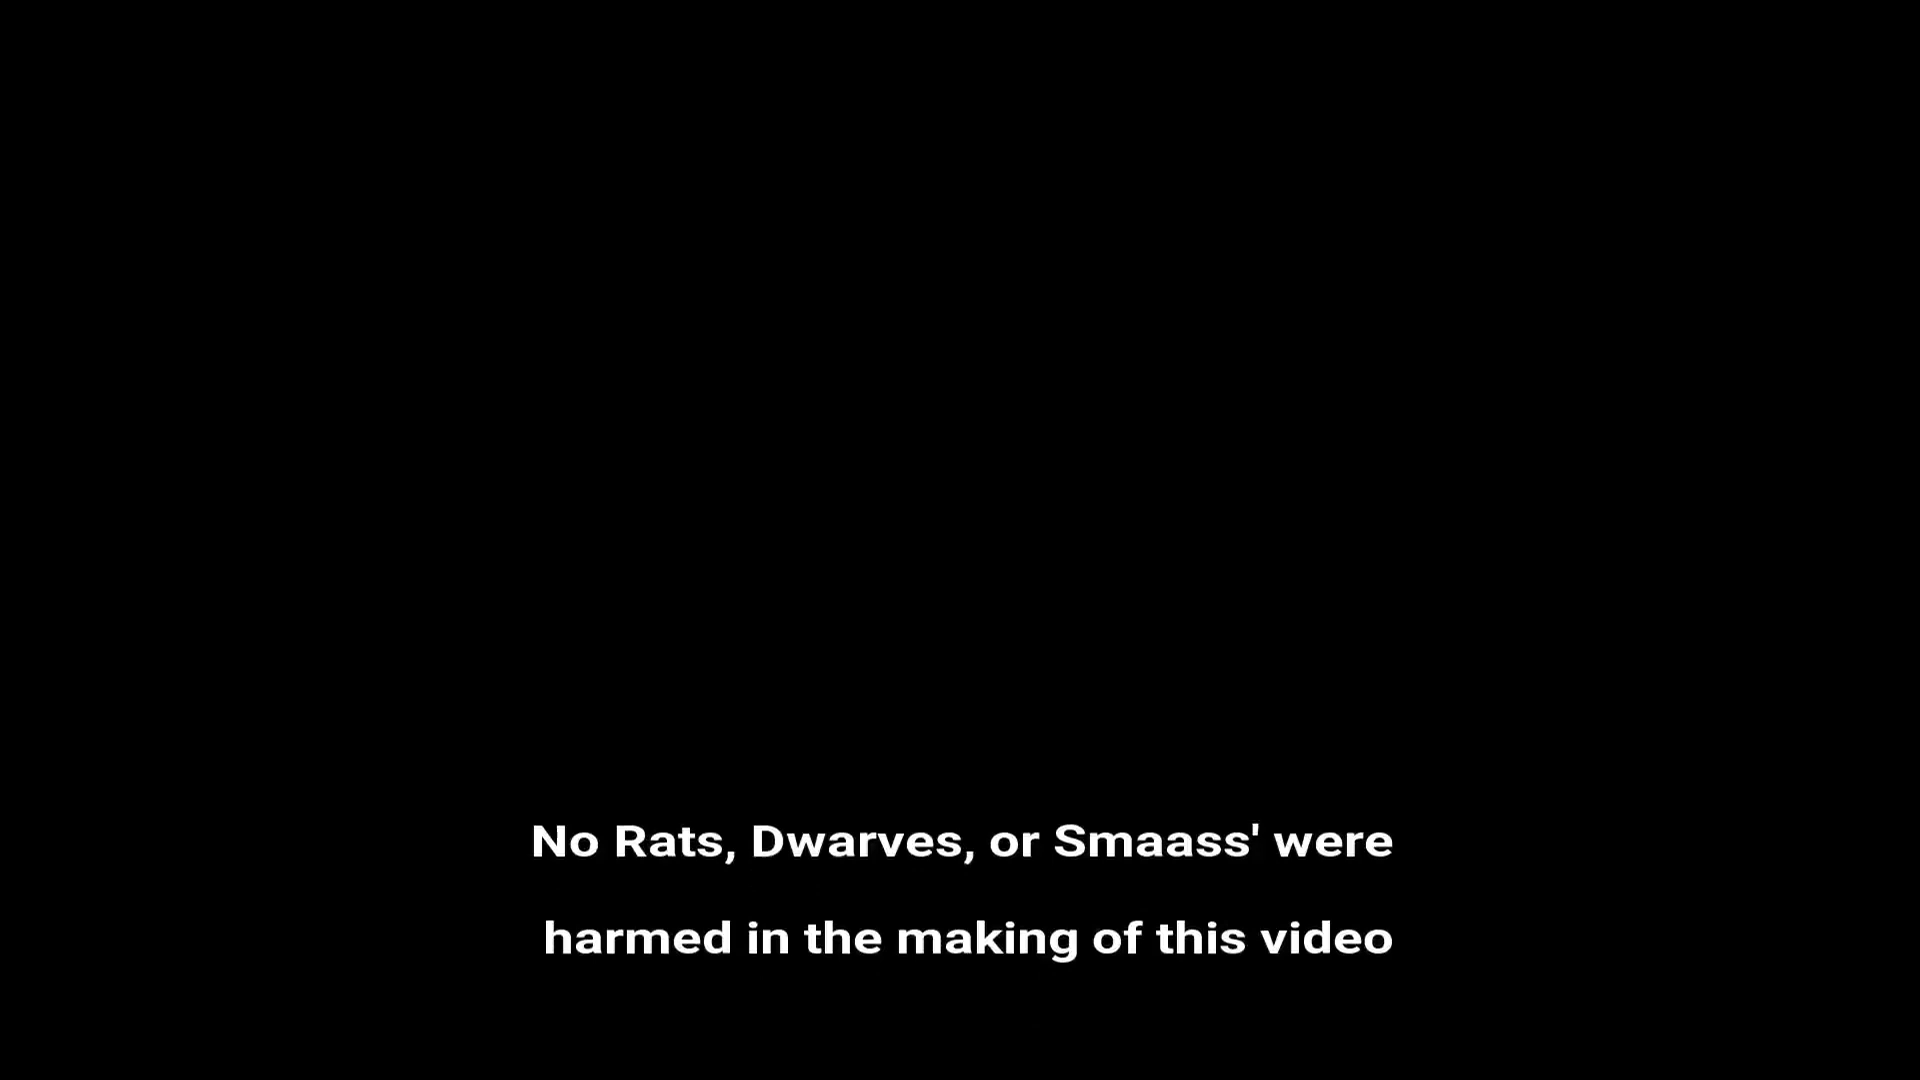 No Rats, Dwarves, or Smaass' were
harmed in the making of this video